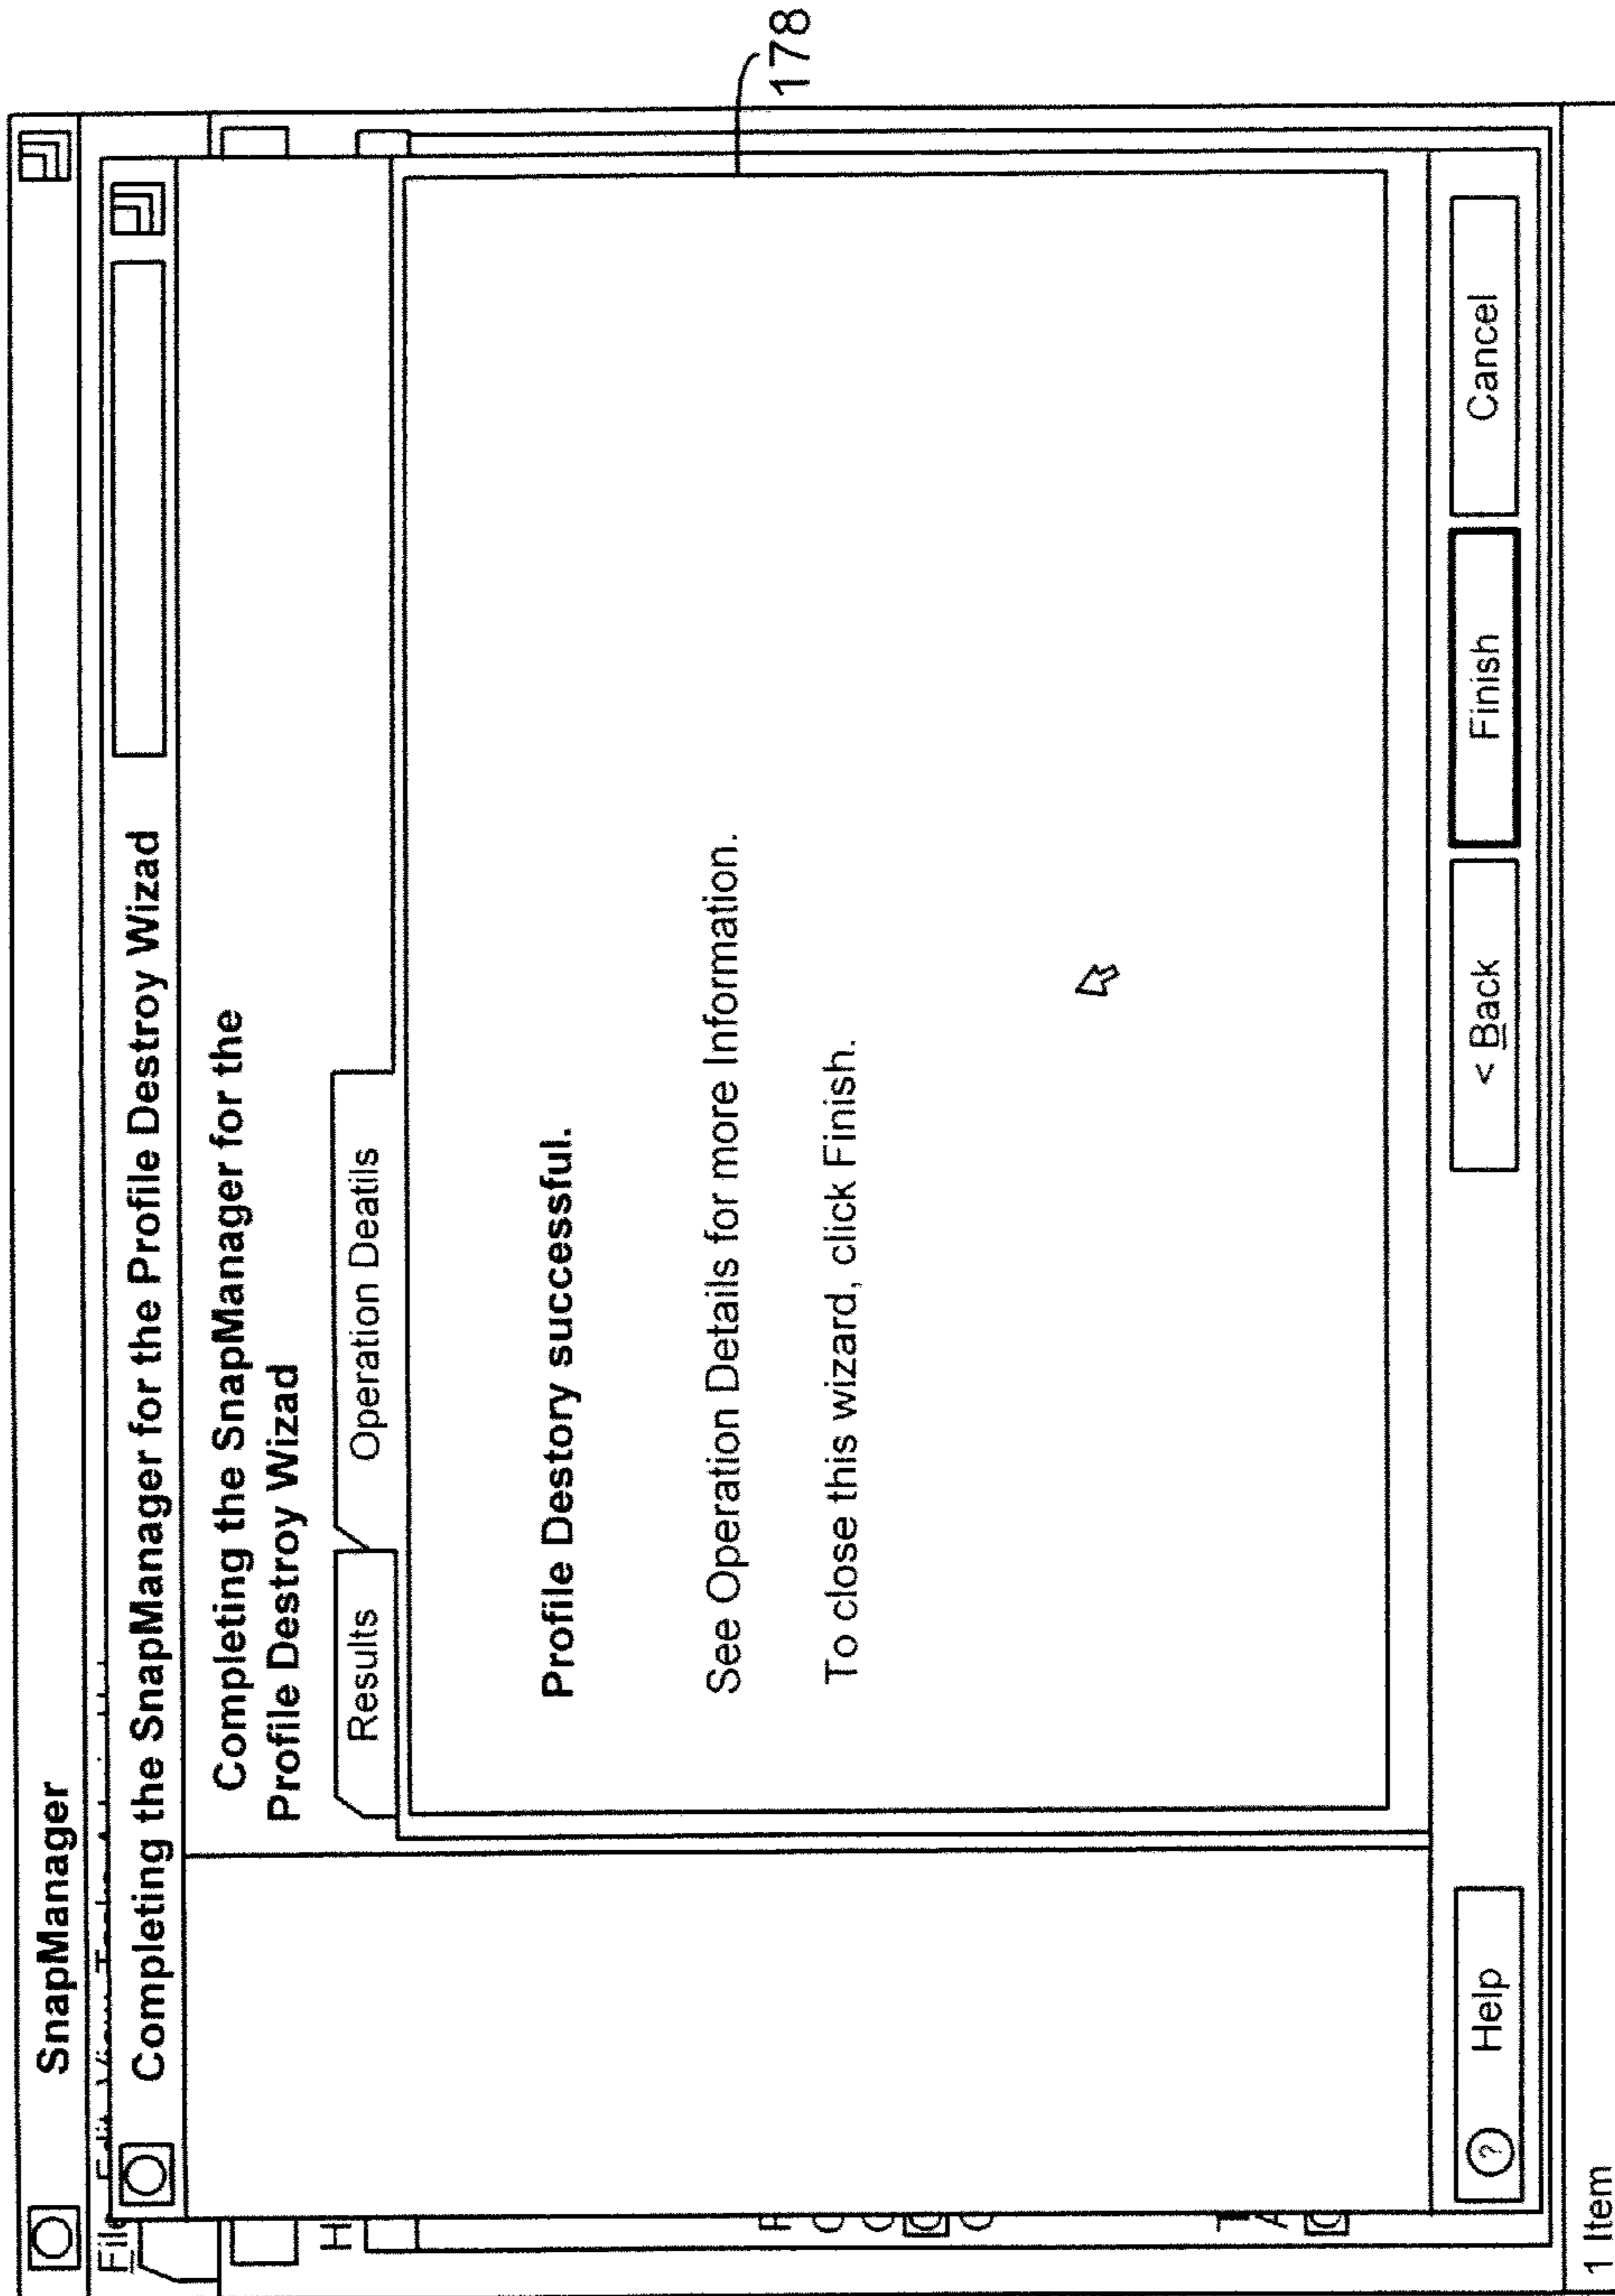 SnapManager
File
Completing the SnapManager for the Profile Destroy Wizad
Completing the SnapManager for the
Profile Destroy Wizad
Results
Operation Deatils
178
Profile Destory successful.
See Operation Details for more Information.
To close this wizard, click Finish.
? Help
< Back
Finish
Cancel
1 Item